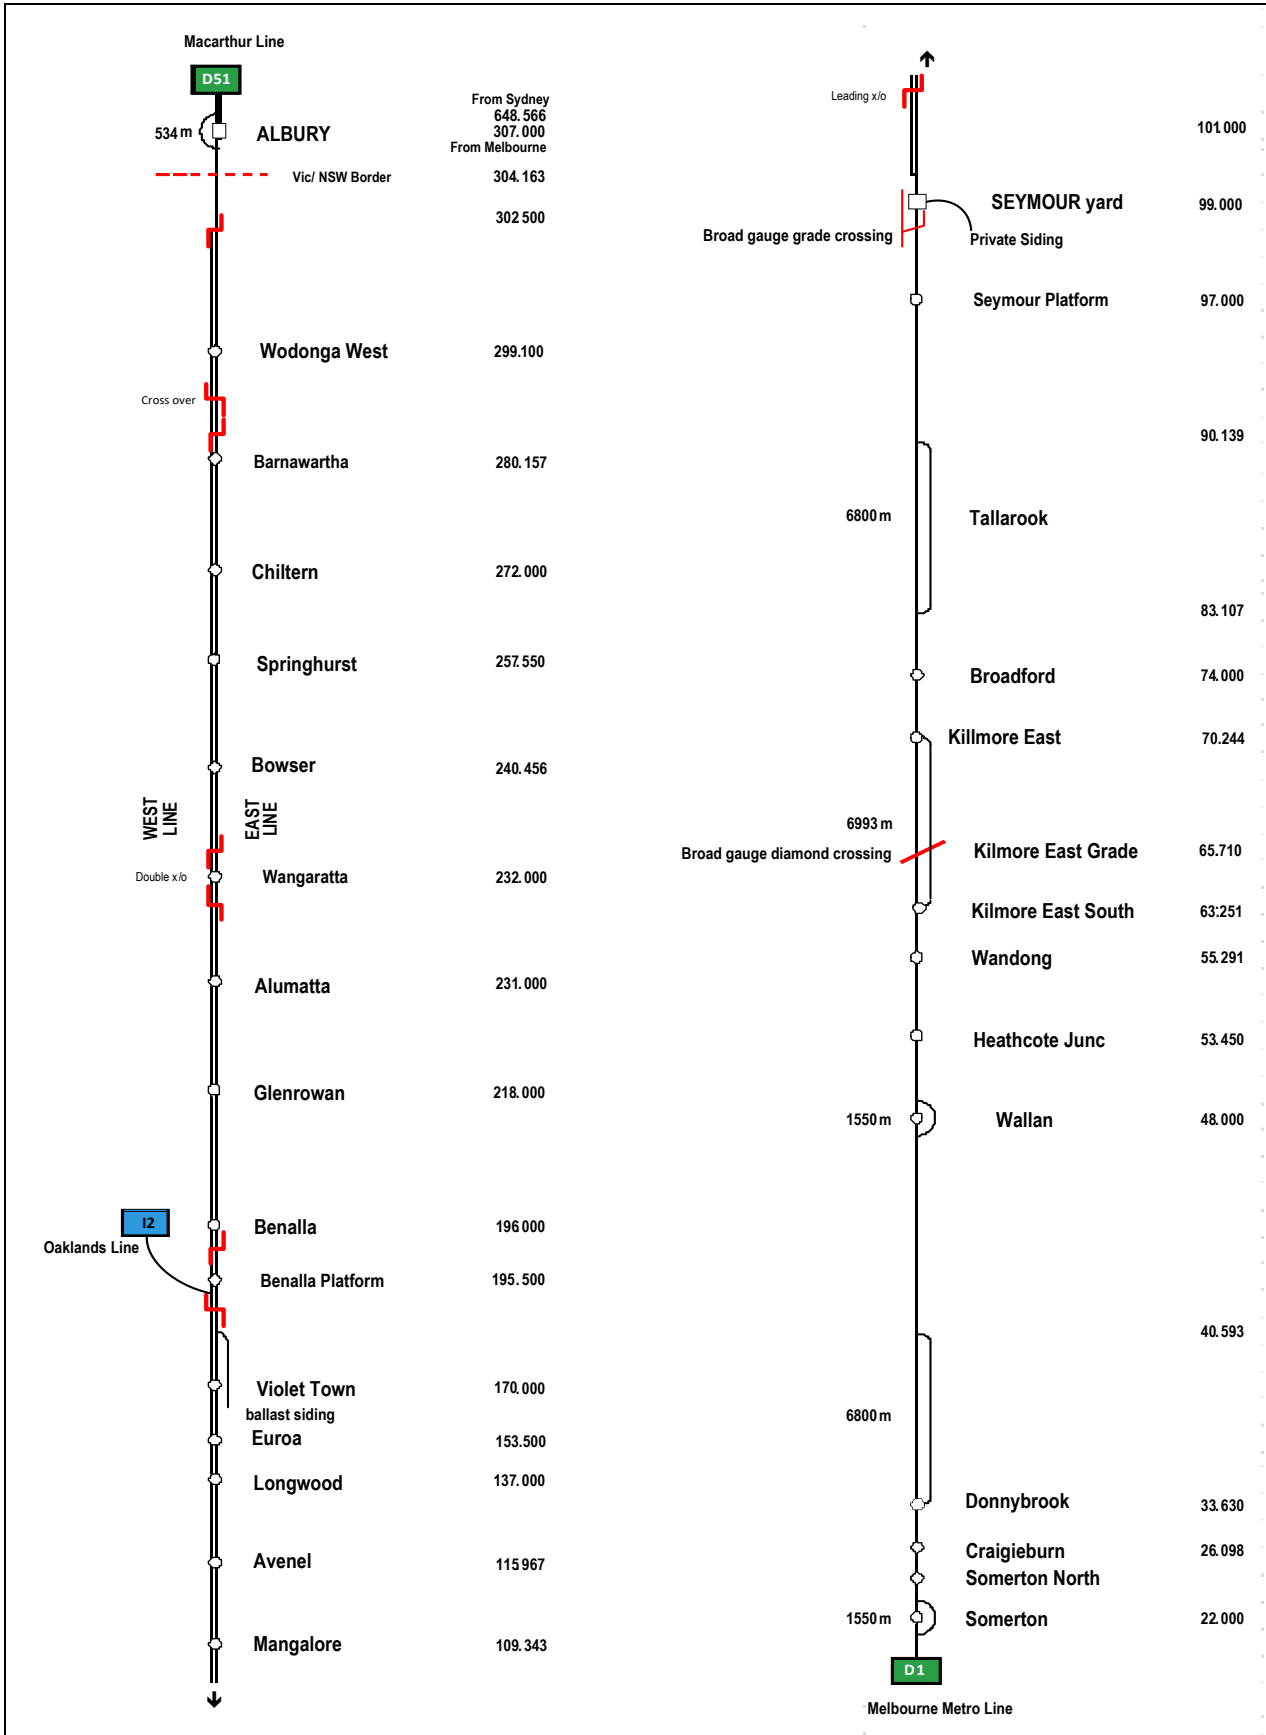 Macarthur Line
D51
From Sydney
648.566
534 m
ALBURY
307.000
From Melbourne
Vic/ NSW Border
304.163
302 500
Wodonga West
299.100
Cross over
Barnawartha
280.157
Chiltern
272.000
Springhurst
257.550
Bowser
240.456
WEST
LINE
EAST
LINE
Double x/o
Wangaratta
232.000
Alumatta
231.000
Glenrowan
218.000
I2
Benalla
196 000
Oaklands Line
Benalla Platform
195.500
Violet Town
170.000
ballast siding
Euroa
153.500
Longwood
137.000
Avenel
115 967
Mangalore
109.343
Leading x/o
101 000
SEYMOUR yard
99.000
Broad gauge grade crossing
Private Siding
Seymour Platform
97.000
90.139
6800 m
Tallarook
83.107
Broadford
74.000
Killmore East
70.244
6993 m
Broad gauge diamond crossing
Kilmore East Grade
65.710
Kilmore East South
63:251
Wandong
55.291
Heathcote Junc
53.450
1550 m
Wallan
48.000
40.593
6800 m
Donnybrook
33.630
Craigieburn
26.098
Somerton North
1550 m
Somerton
22.000
D1
Melbourne Metro Line